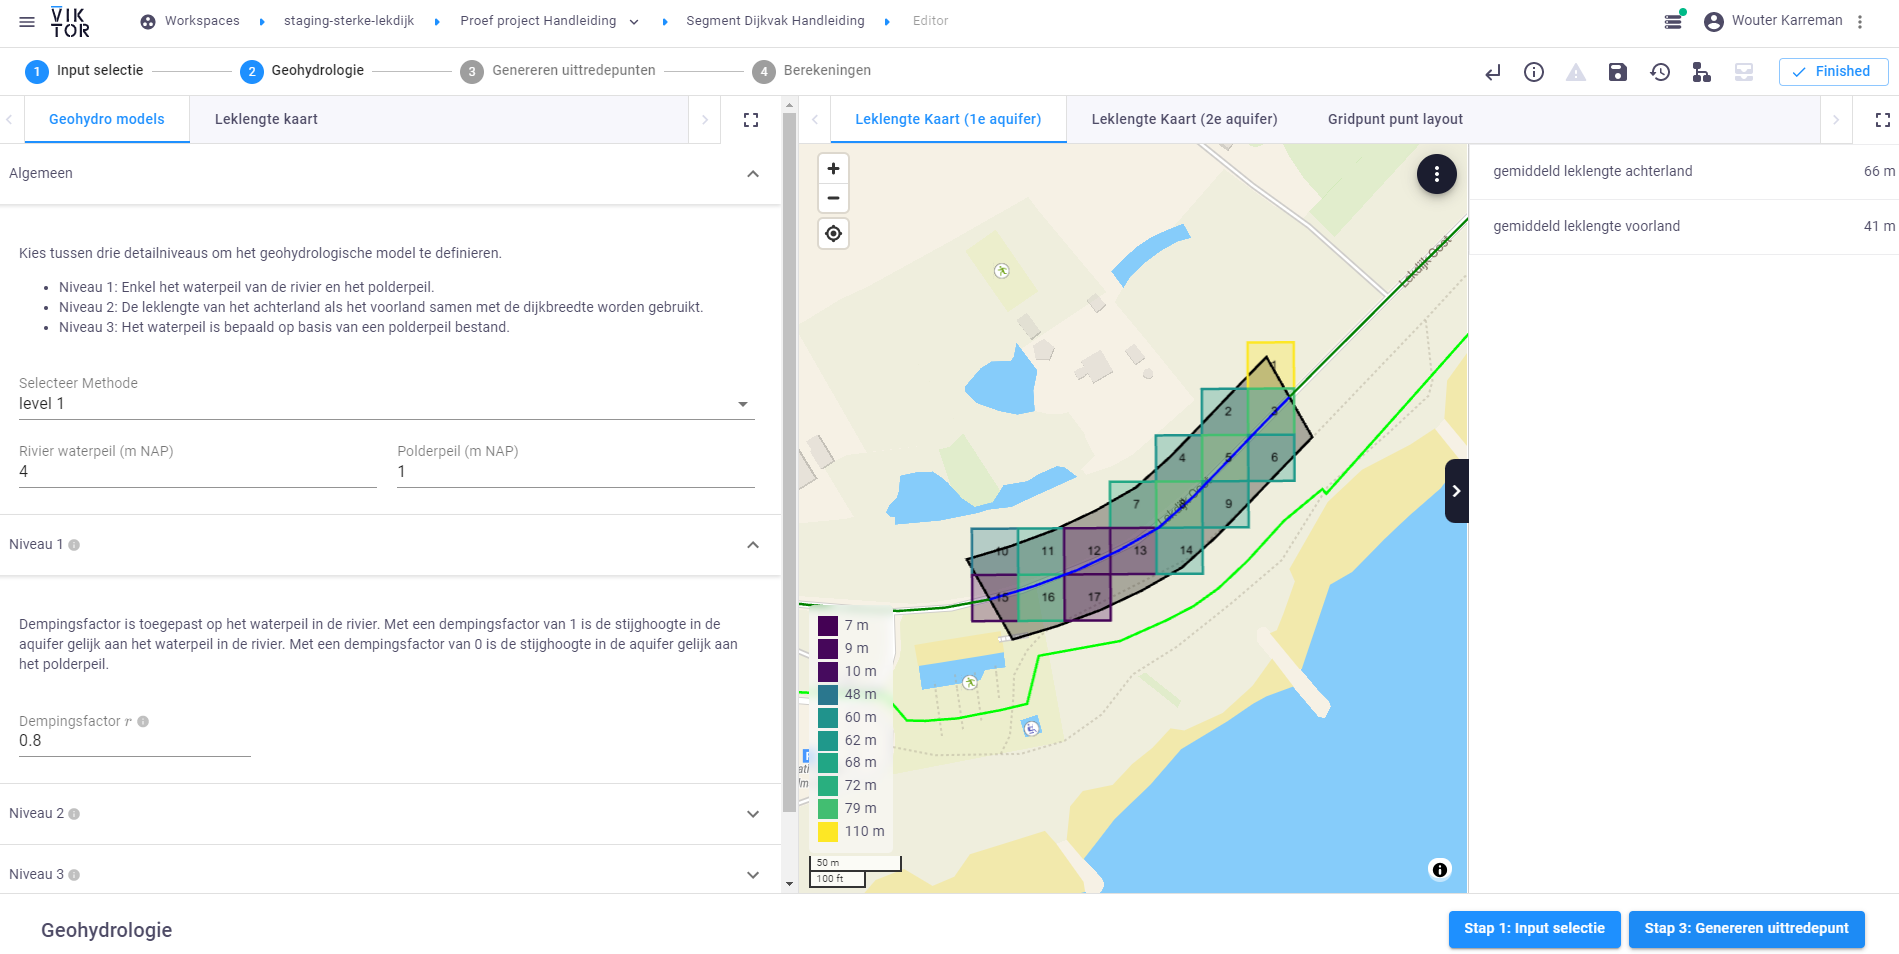 VIKTOR
Workspaces
staging-sterke-lekdijk
Proef project Handleiding
Segment Dijkvak Handleiding
Editor
Wouter Karreman
1 Input selectie
2 Geohydrologie
3 Genereren uittredepunten
4 Berekeningen
Finished
Geohydro models
Leklengte kaart
Leklengte Kaart (1e aquifer)
Leklengte Kaart (2e aquifer)
Gridpunt punt layout
Algemeen
Kies tussen drie detailniveaus om het geohydrologische model te definieren.
• Niveau 1: Enkel het waterpeil van de rivier en het polderpeil.
• Niveau 2: De leklengte van het achterland als het voorland samen met de dijkbreedte worden gebruikt.
• Niveau 3: Het waterpeil is bepaald op basis van een polderpeil bestand.
Selecteer Methode
level 1
Rivier waterpeil (m NAP)
4
Polderpeil (m NAP)
1
Niveau 1
Dempingsfactor is toegepast op het waterpeil in de rivier. Met een dempingsfactor van 1 is de stijghoogte in de
aquifer gelijk aan het waterpeil in de rivier. Met een dempingsfactor van 0 is de stijghoogte in de aquifer gelijk aan
het polderpeil.
Dempingsfactor r
0.8
Niveau 2
Niveau 3
+
−
Lekdijk Oost
1
2
3
4
5
6
7
8
9
10
11
12
13
14
15
16
17
Lekdijk Oost
7 m
9 m
10 m
48 m
60 m
62 m
68 m
72 m
79 m
110 m
50 m
100 ft
gemiddeld leklengte achterland
66 m
gemiddeld leklengte voorland
41 m
Geohydrologie
Stap 1: Input selectie
Stap 3: Genereren uittredepunt